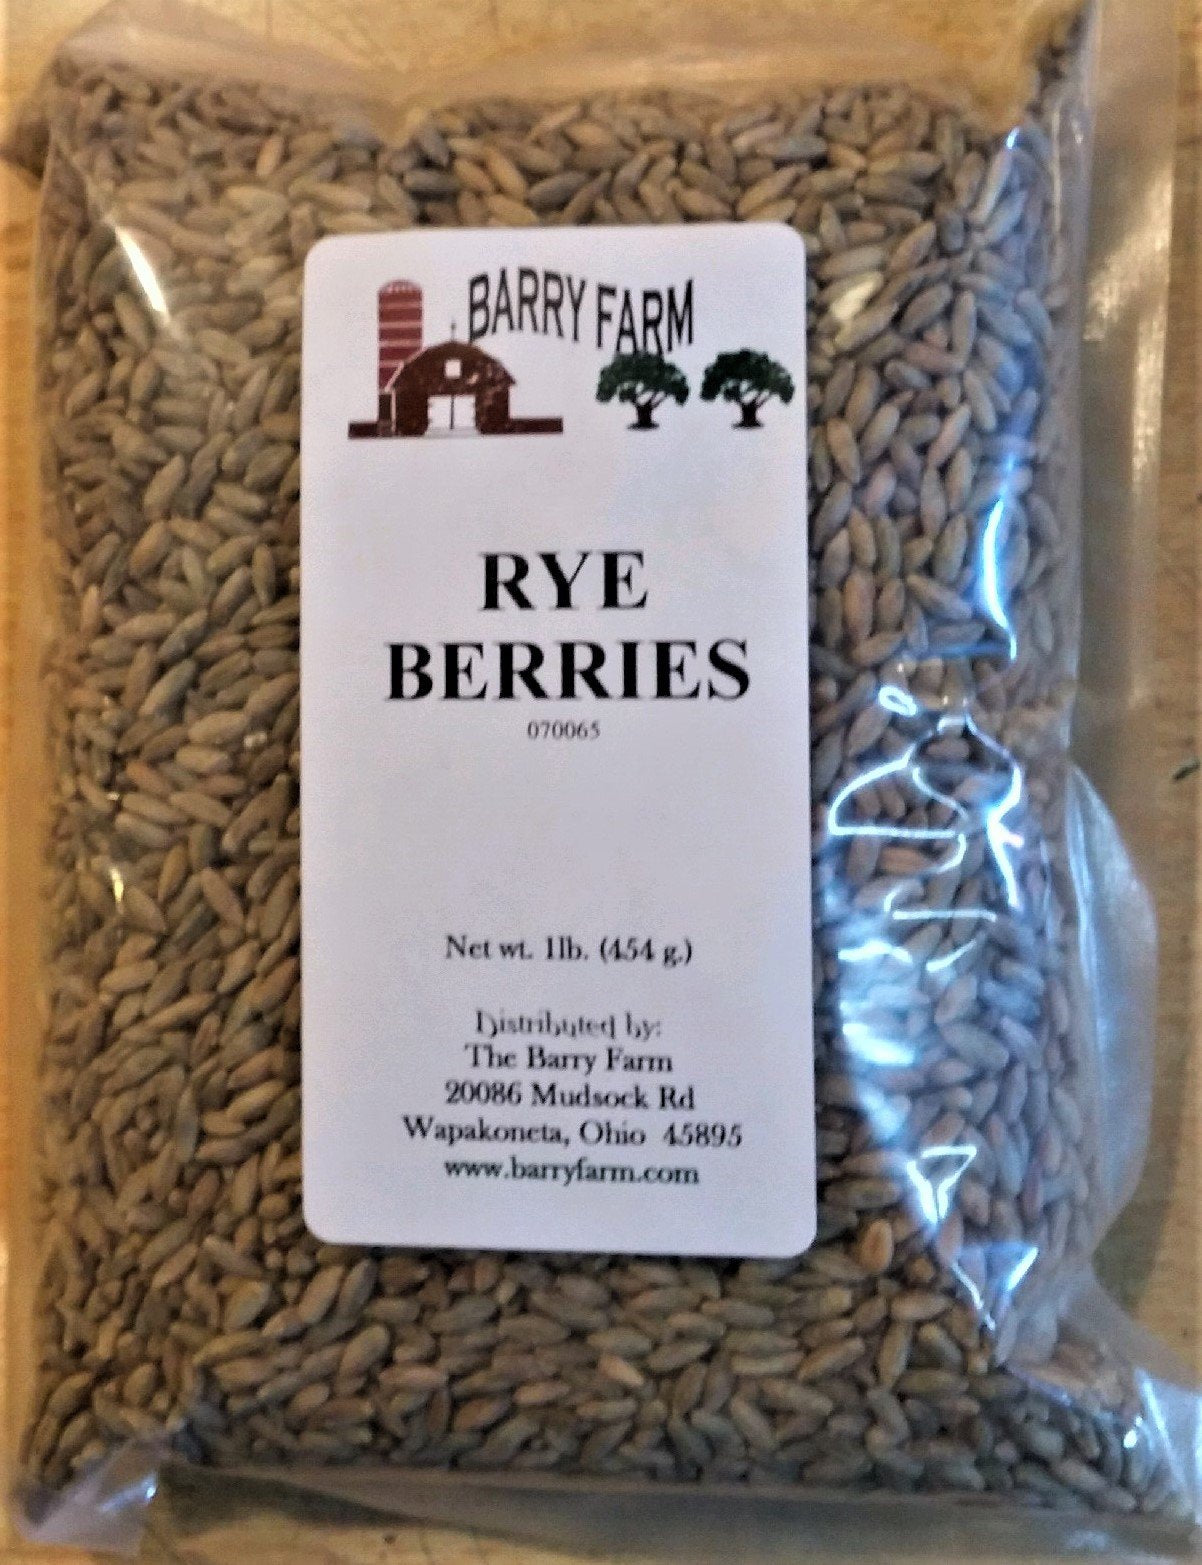 BARRY FARM
RYE
BERRIES
070065
Net wt. 1lb. (454 g.)
Distributed by:
The Barry Farm
20086 Mudsock Rd
Wapakoneta, Ohio 45895
www.barryfarm.com